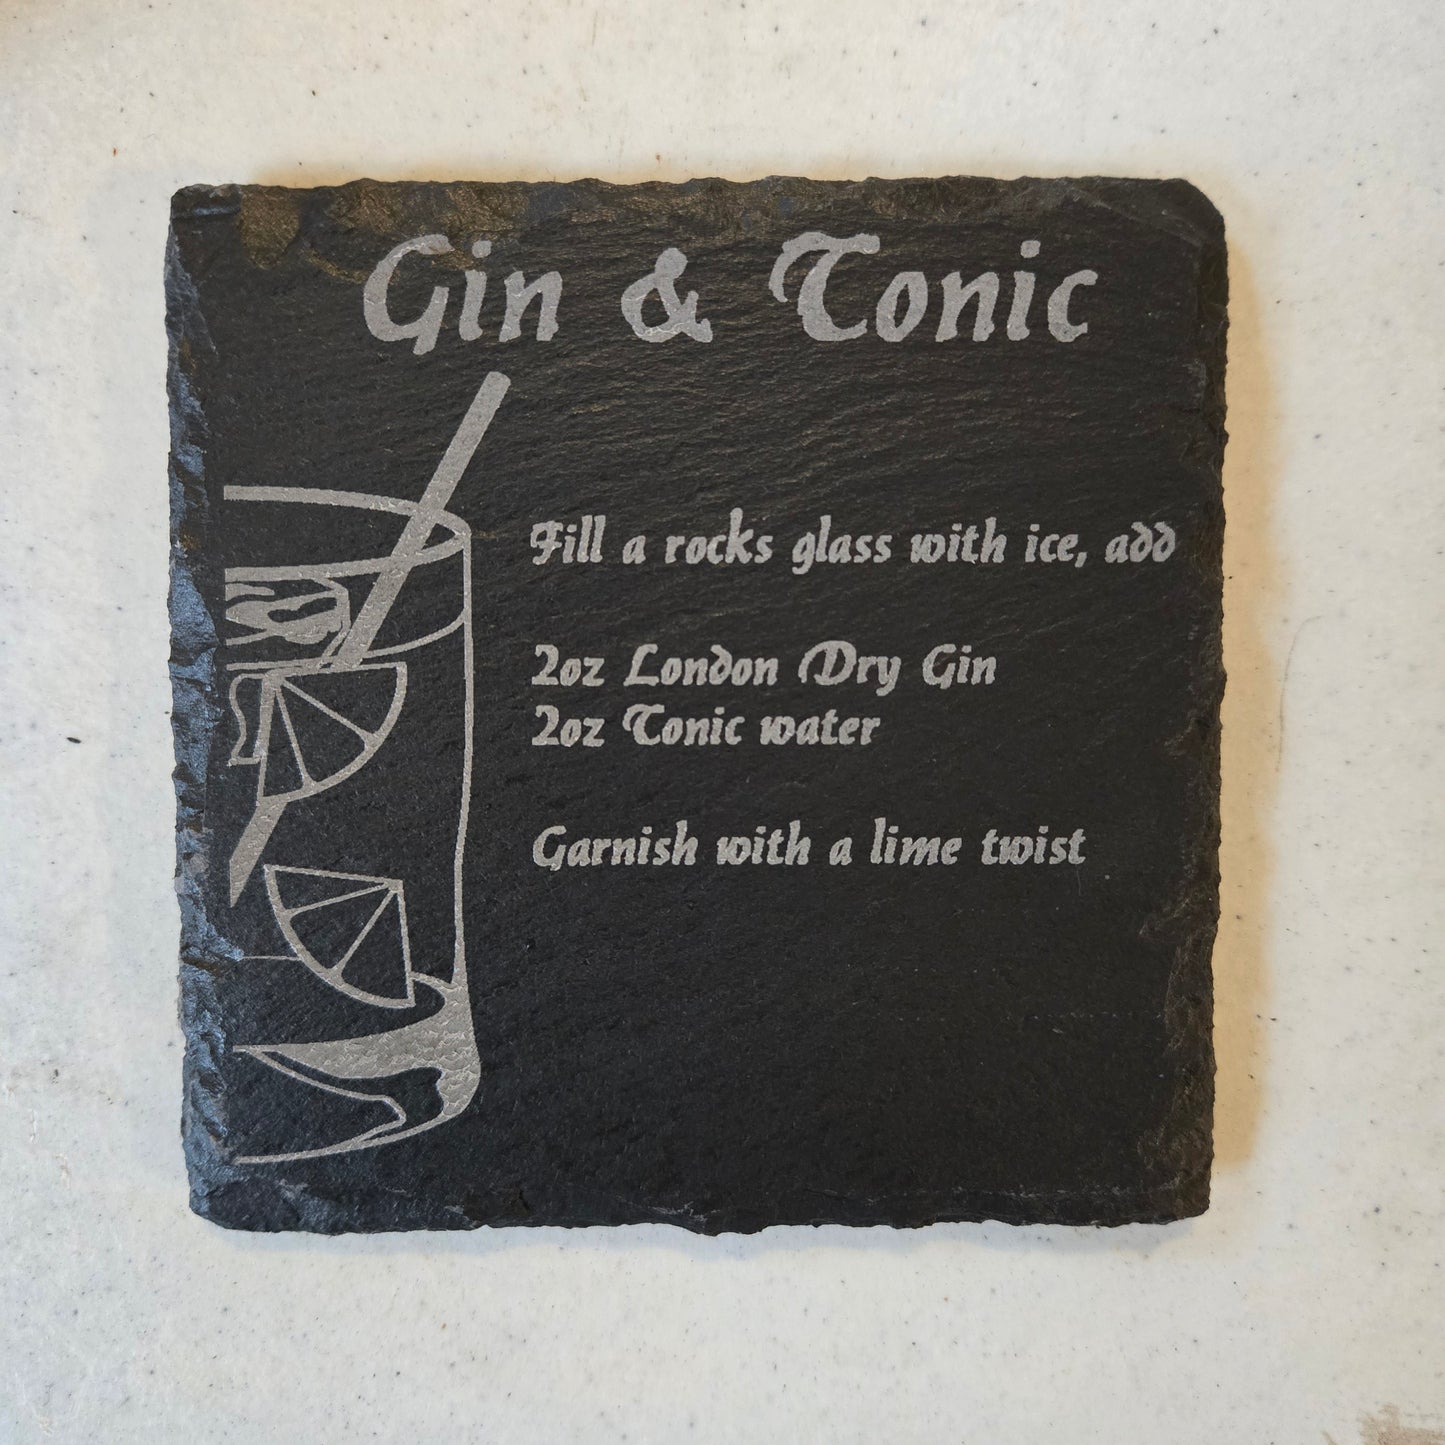 Gin & Tonic
Fill a rocks glass with ice, add
2oz London Dry Gin
2oz Tonic water
Garnish with a lime twist